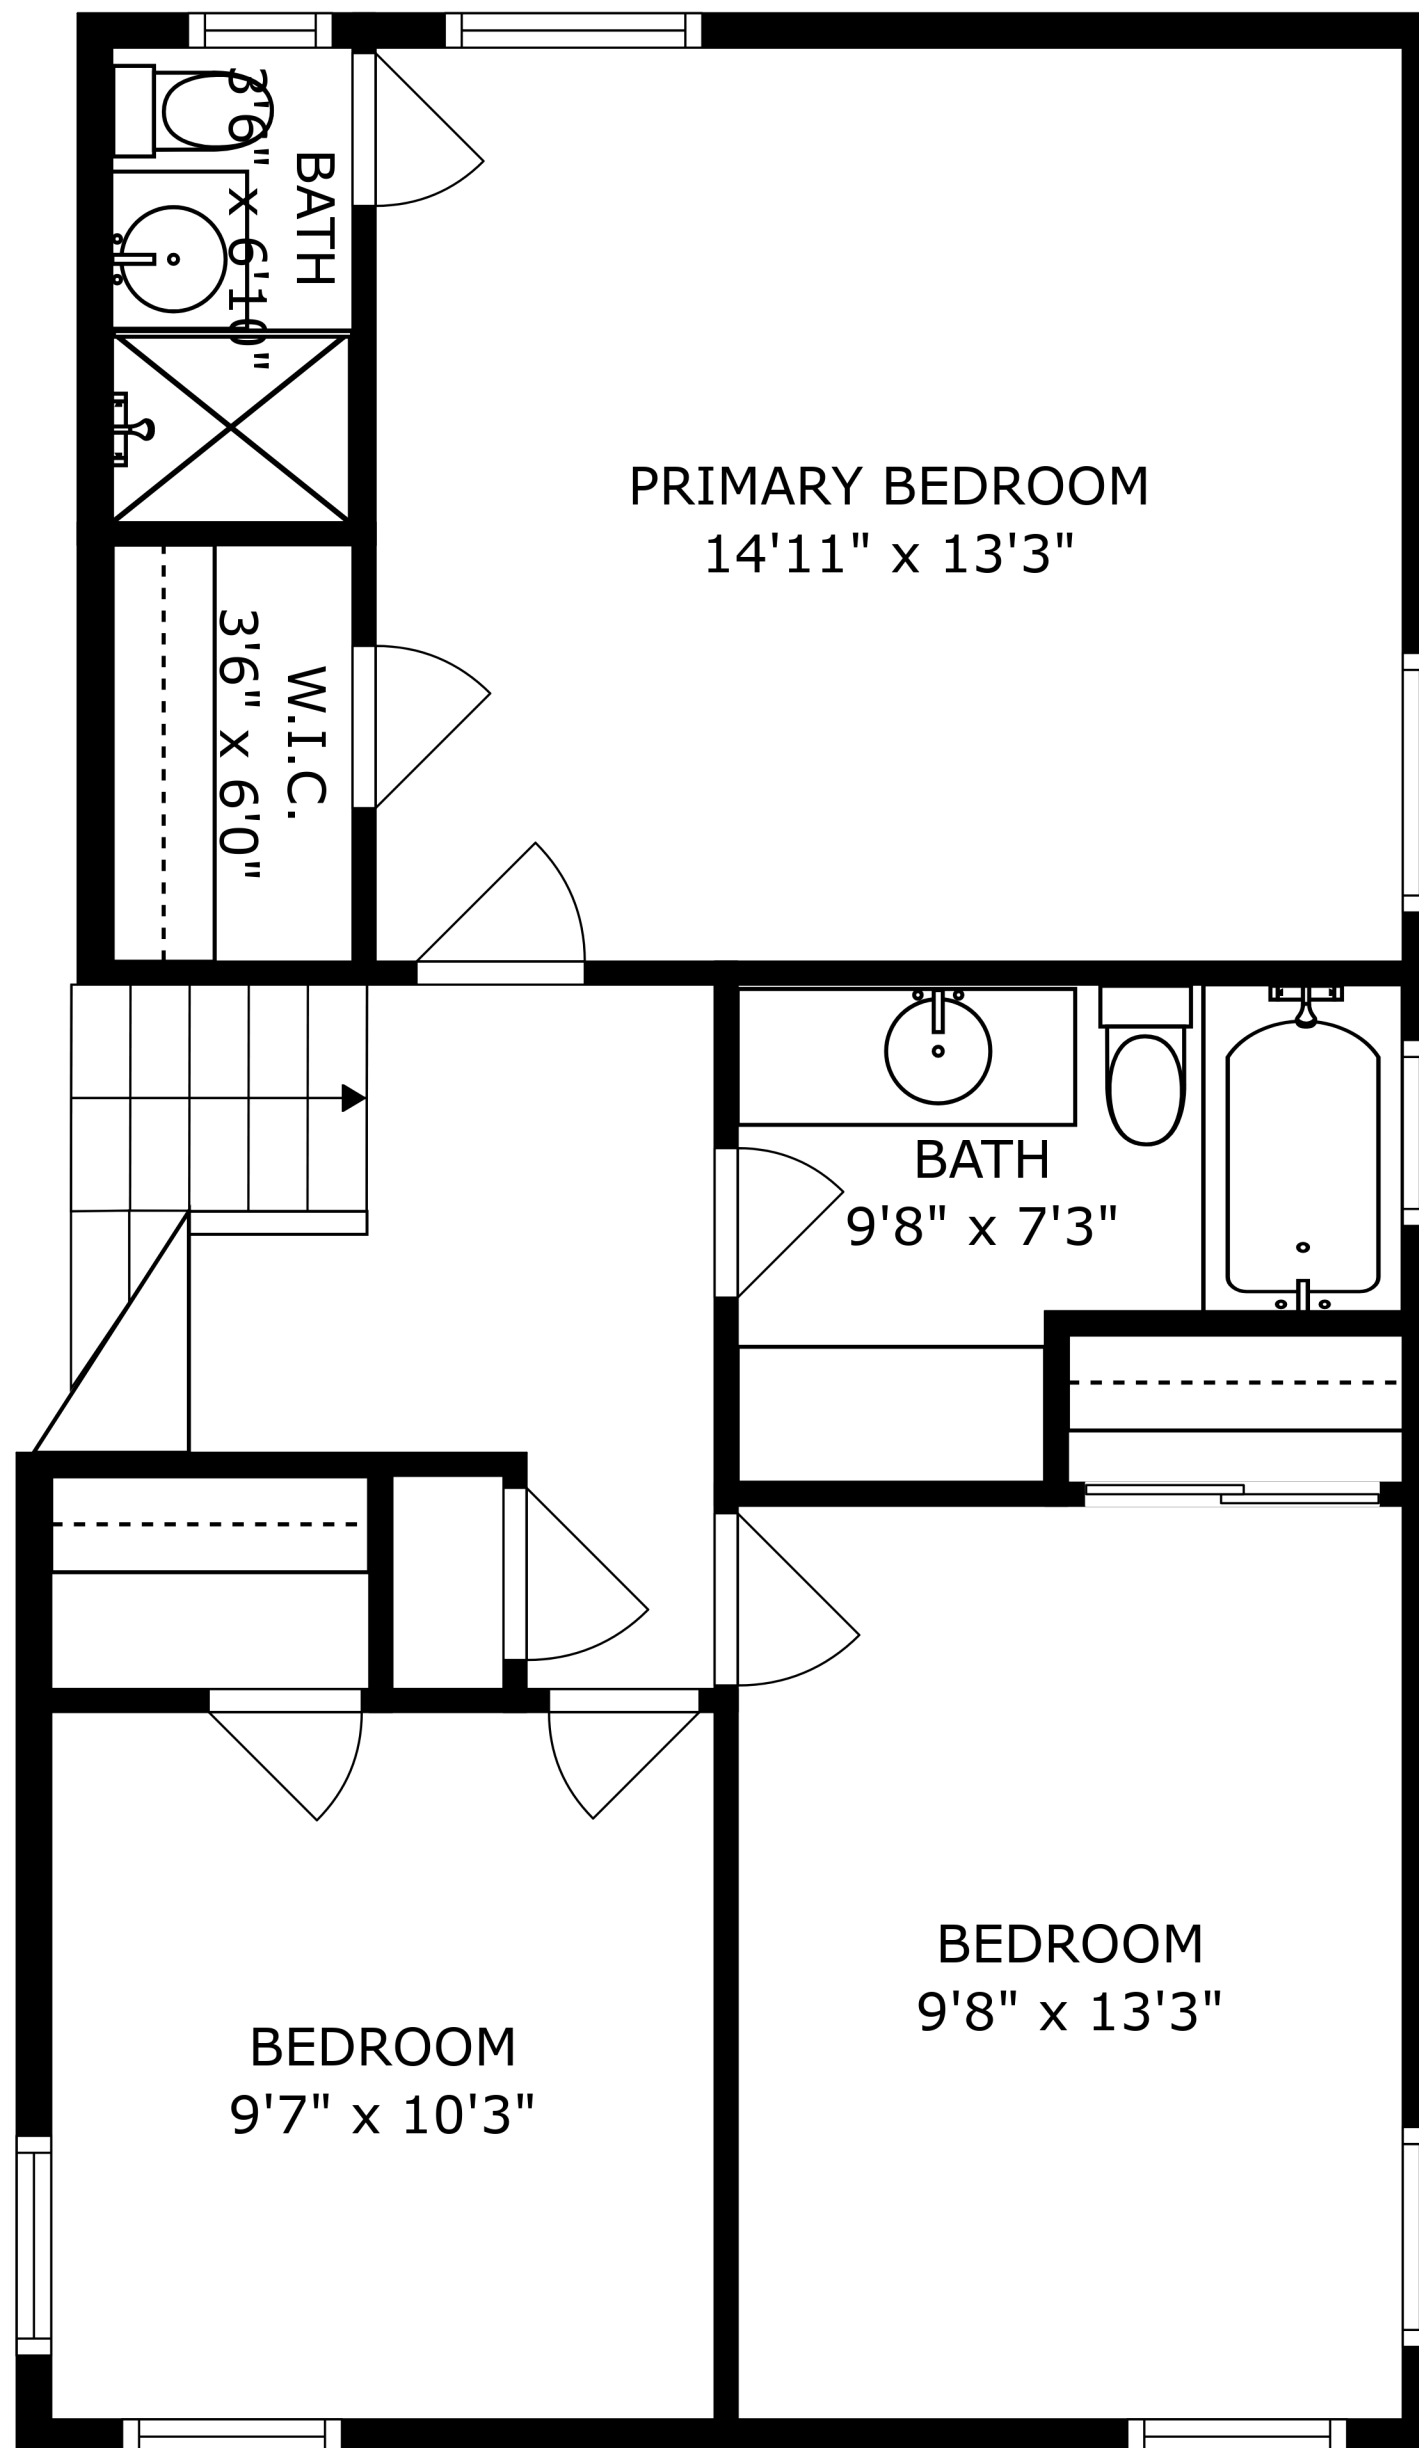 BATH
3'6" x 6'10"
PRIMARY BEDROOM
14'11" x 13'3"
W.I.C.
3'6" x 6'0"
BATH
9'8" x 7'3"
BEDROOM
9'8" x 13'3"
BEDROOM
9'7" x 10'3"